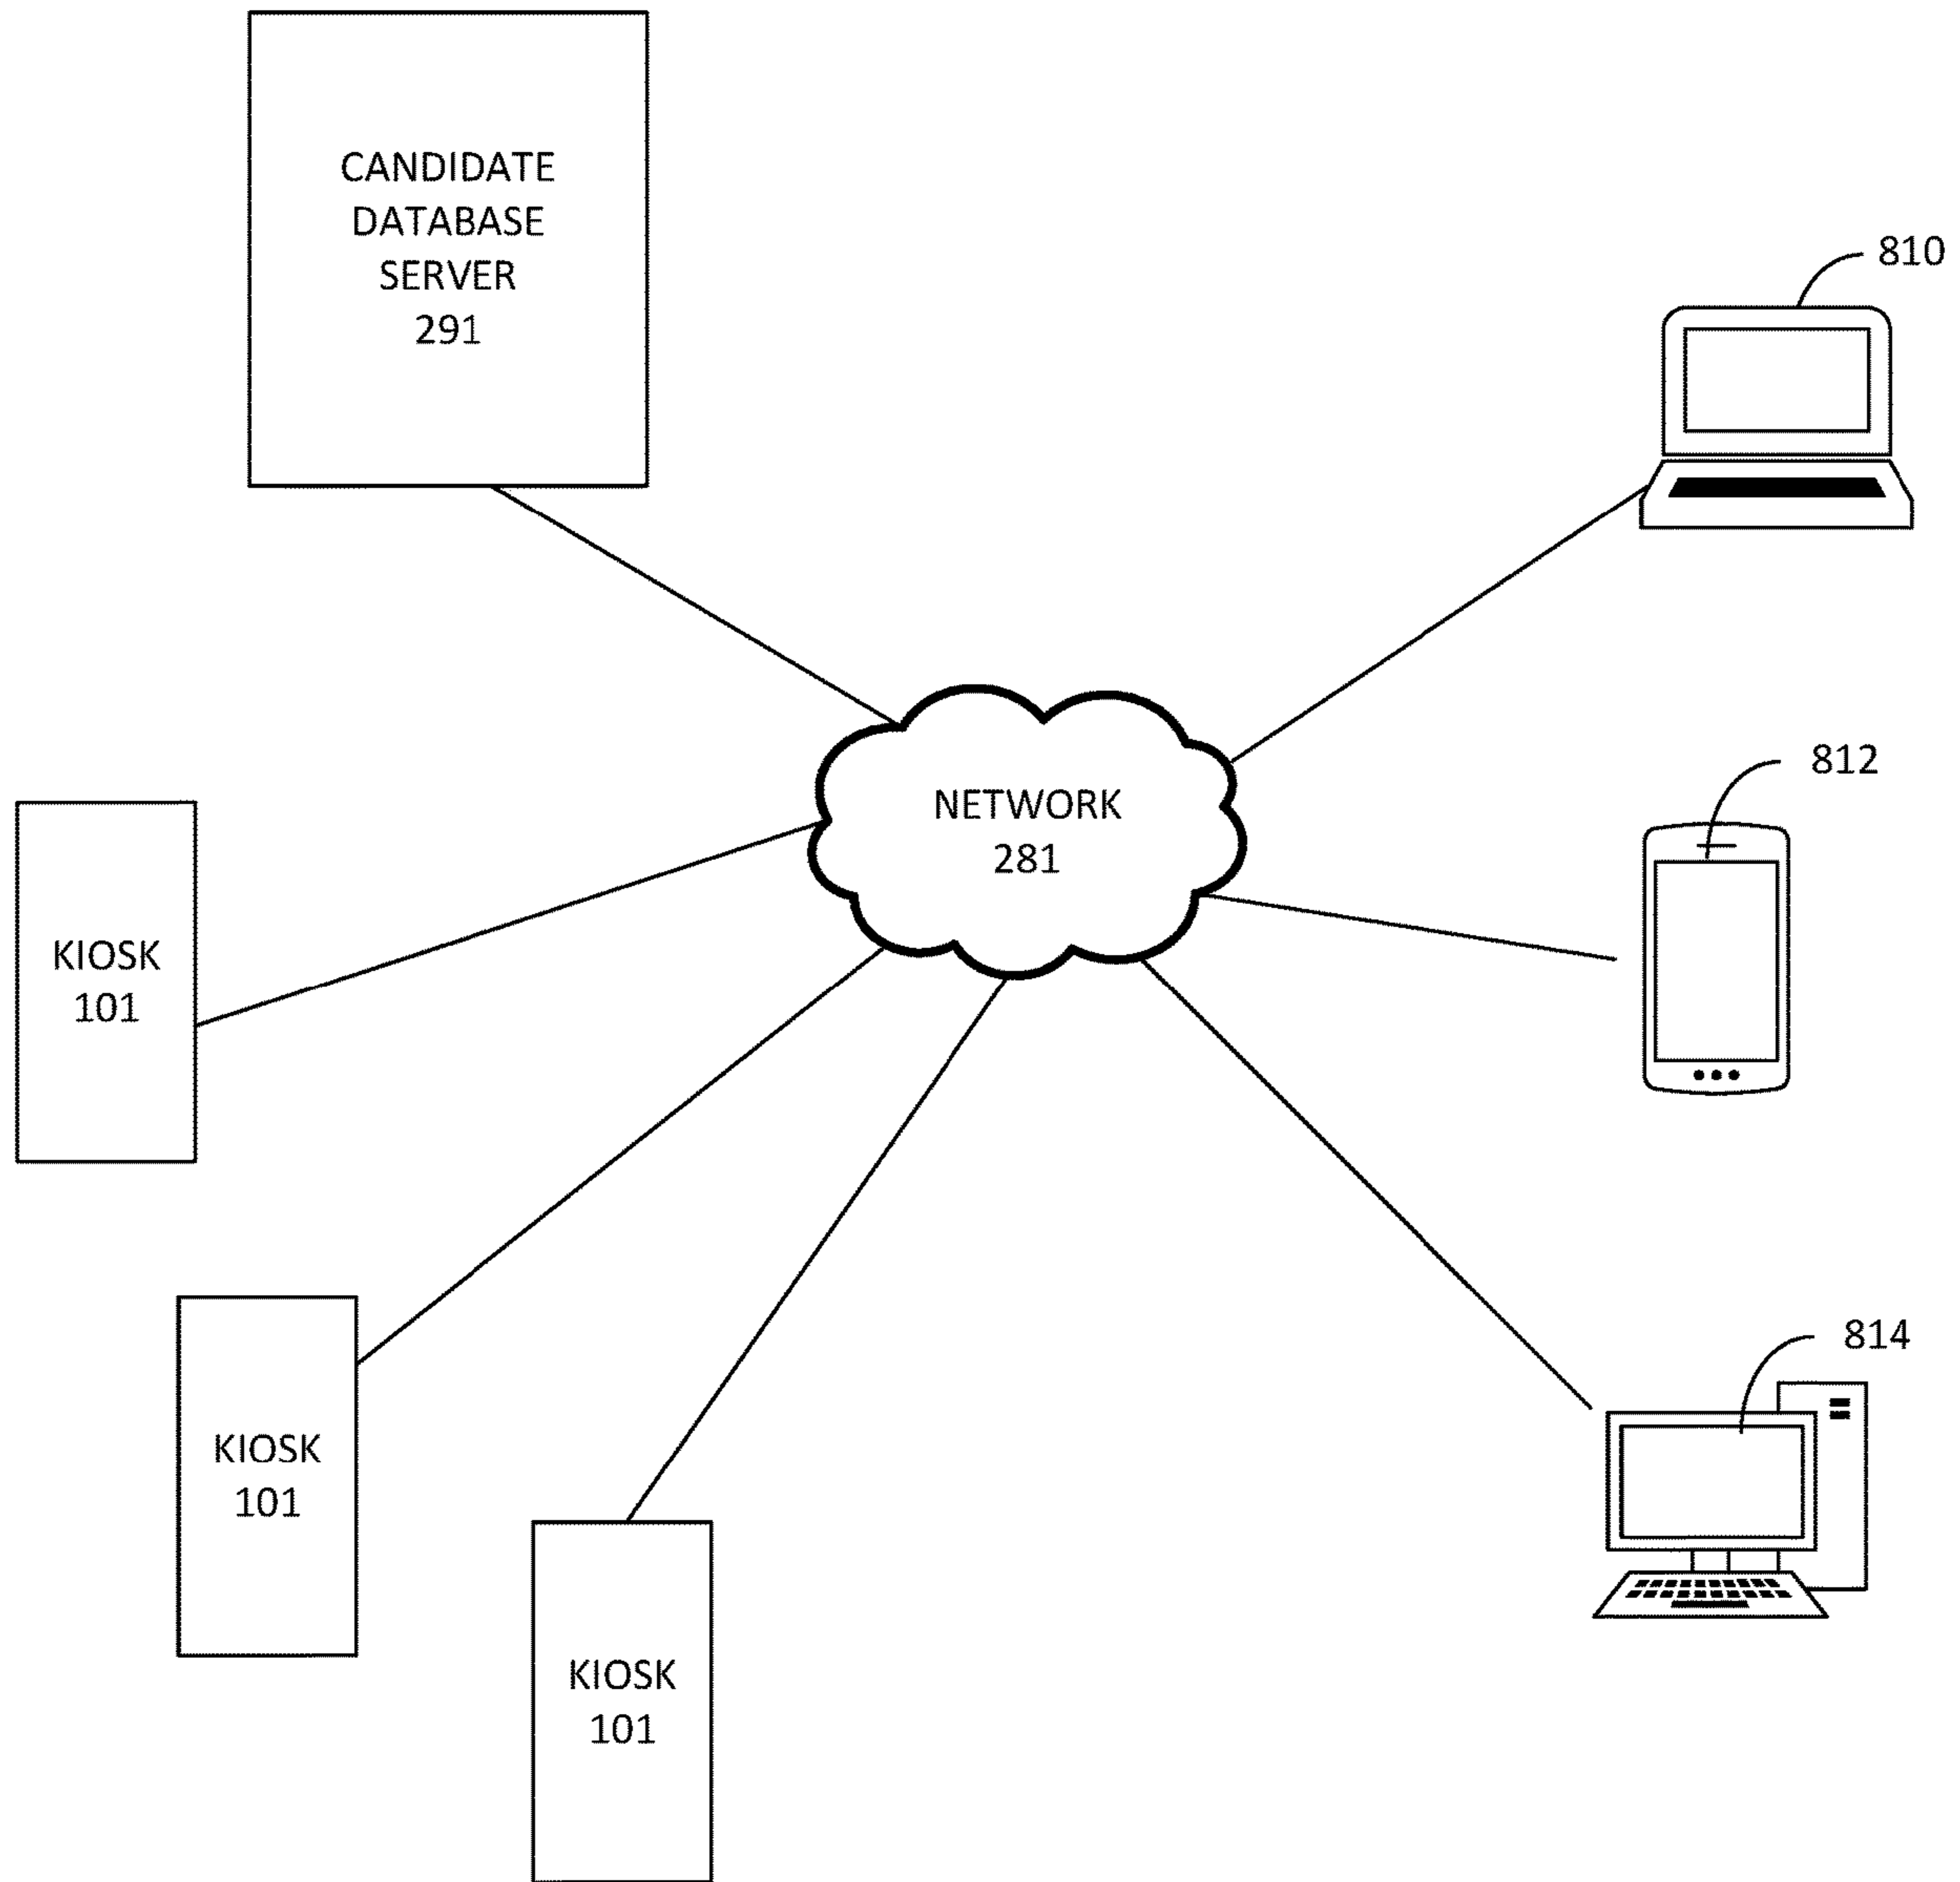 CANDIDATE
DATABASE
SERVER
291
810
812
NETWORK
281
KIOSK
101
814
KIOSK
101
KIOSK
101